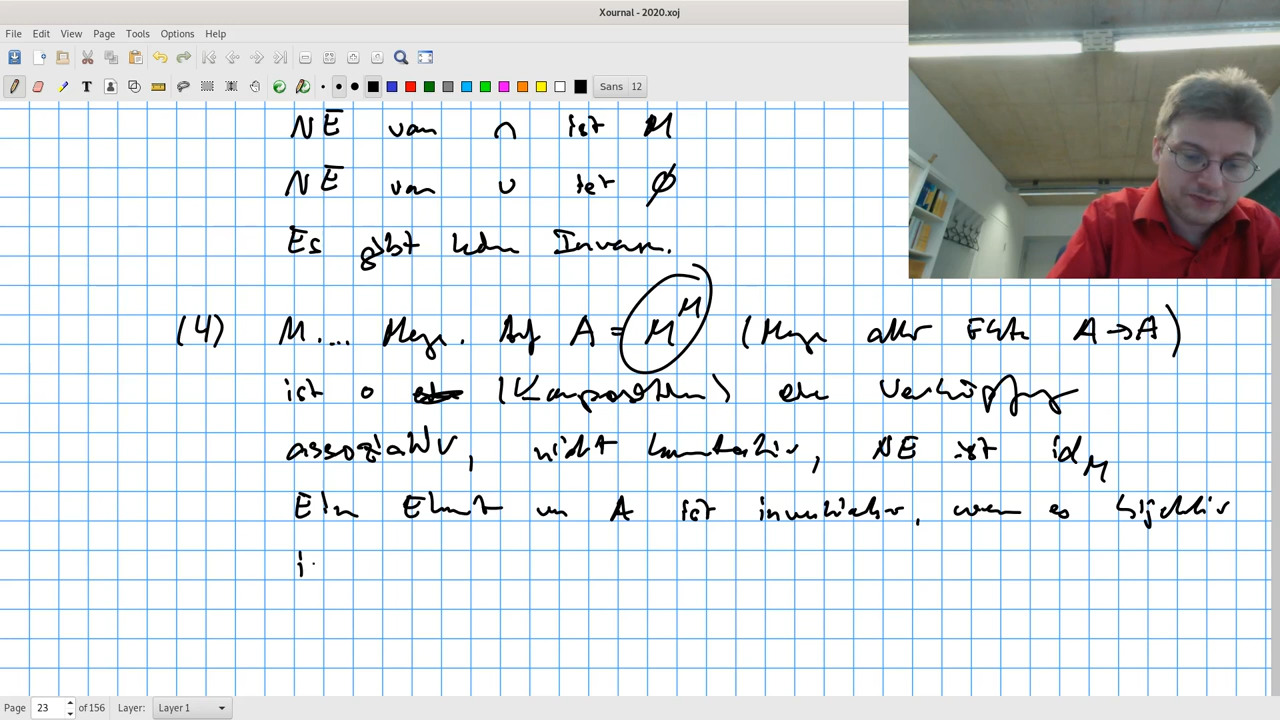 Xournal - 2020.xoj
File Edit View Page Tools Options Help
Sans 12
NE von ∩ ist M
NE von ∪ ist ∅
Es gibt kein Invers.
(4) M.... Menge. Auf A = M^M (Menge aller Fkte A → A)
ist ∘ (Komposition) eine Verknüpfung
assoziativ, nicht kommutativ, NE ist id_M
Ein Element von A ist invertierbar, wenn es bijektiv
i
Page 23 of 156 Layer: Layer 1